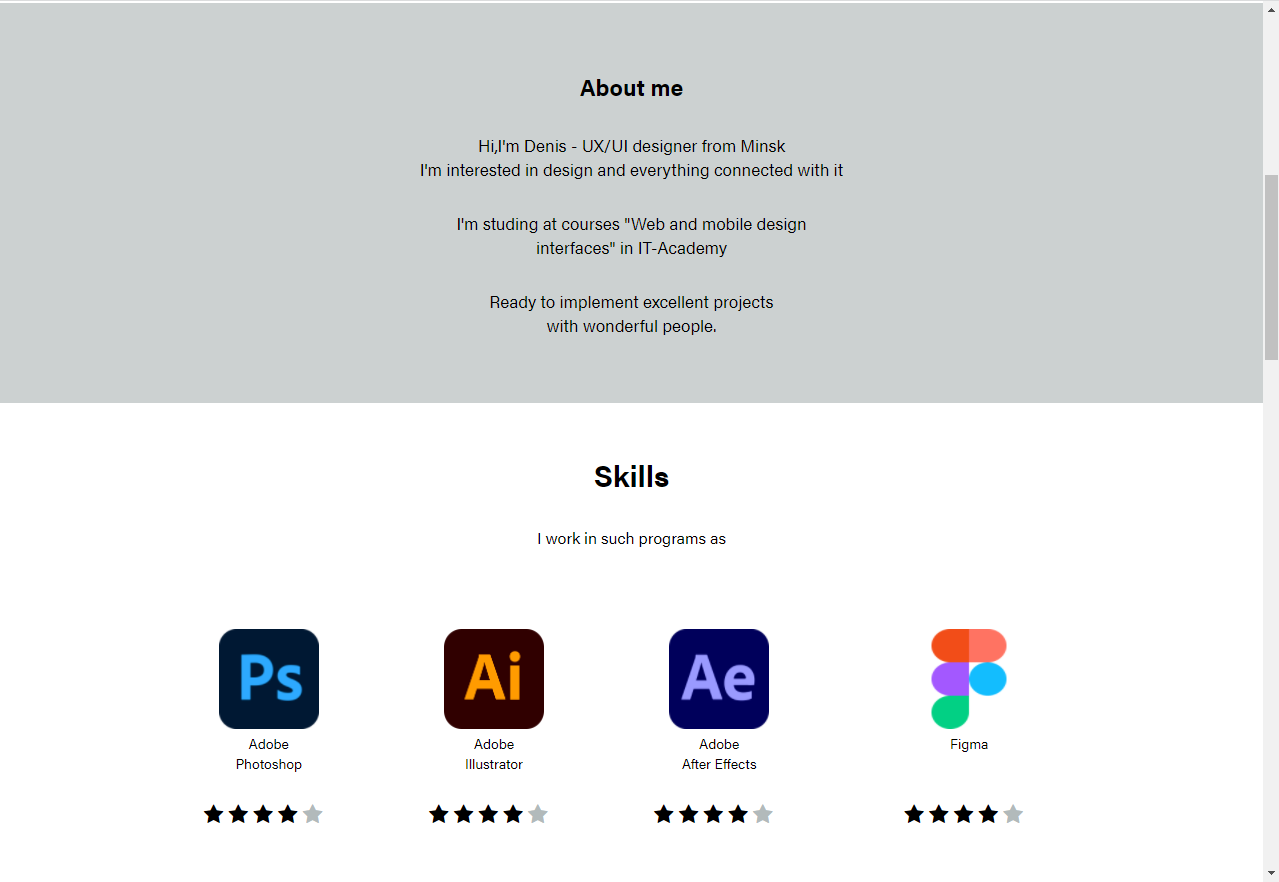 About me
Hi,I'm Denis - UX/UI designer from Minsk
I'm interested in design and everything connected with it
I'm studing at courses "Web and mobile design
interfaces" in IT-Academy
Ready to implement excellent projects
with wonderful people.
Skills
I work in such programs as
Ps Ai Ae
Adobe Adobe Adobe Figma
Photoshop Illustrator After Effects